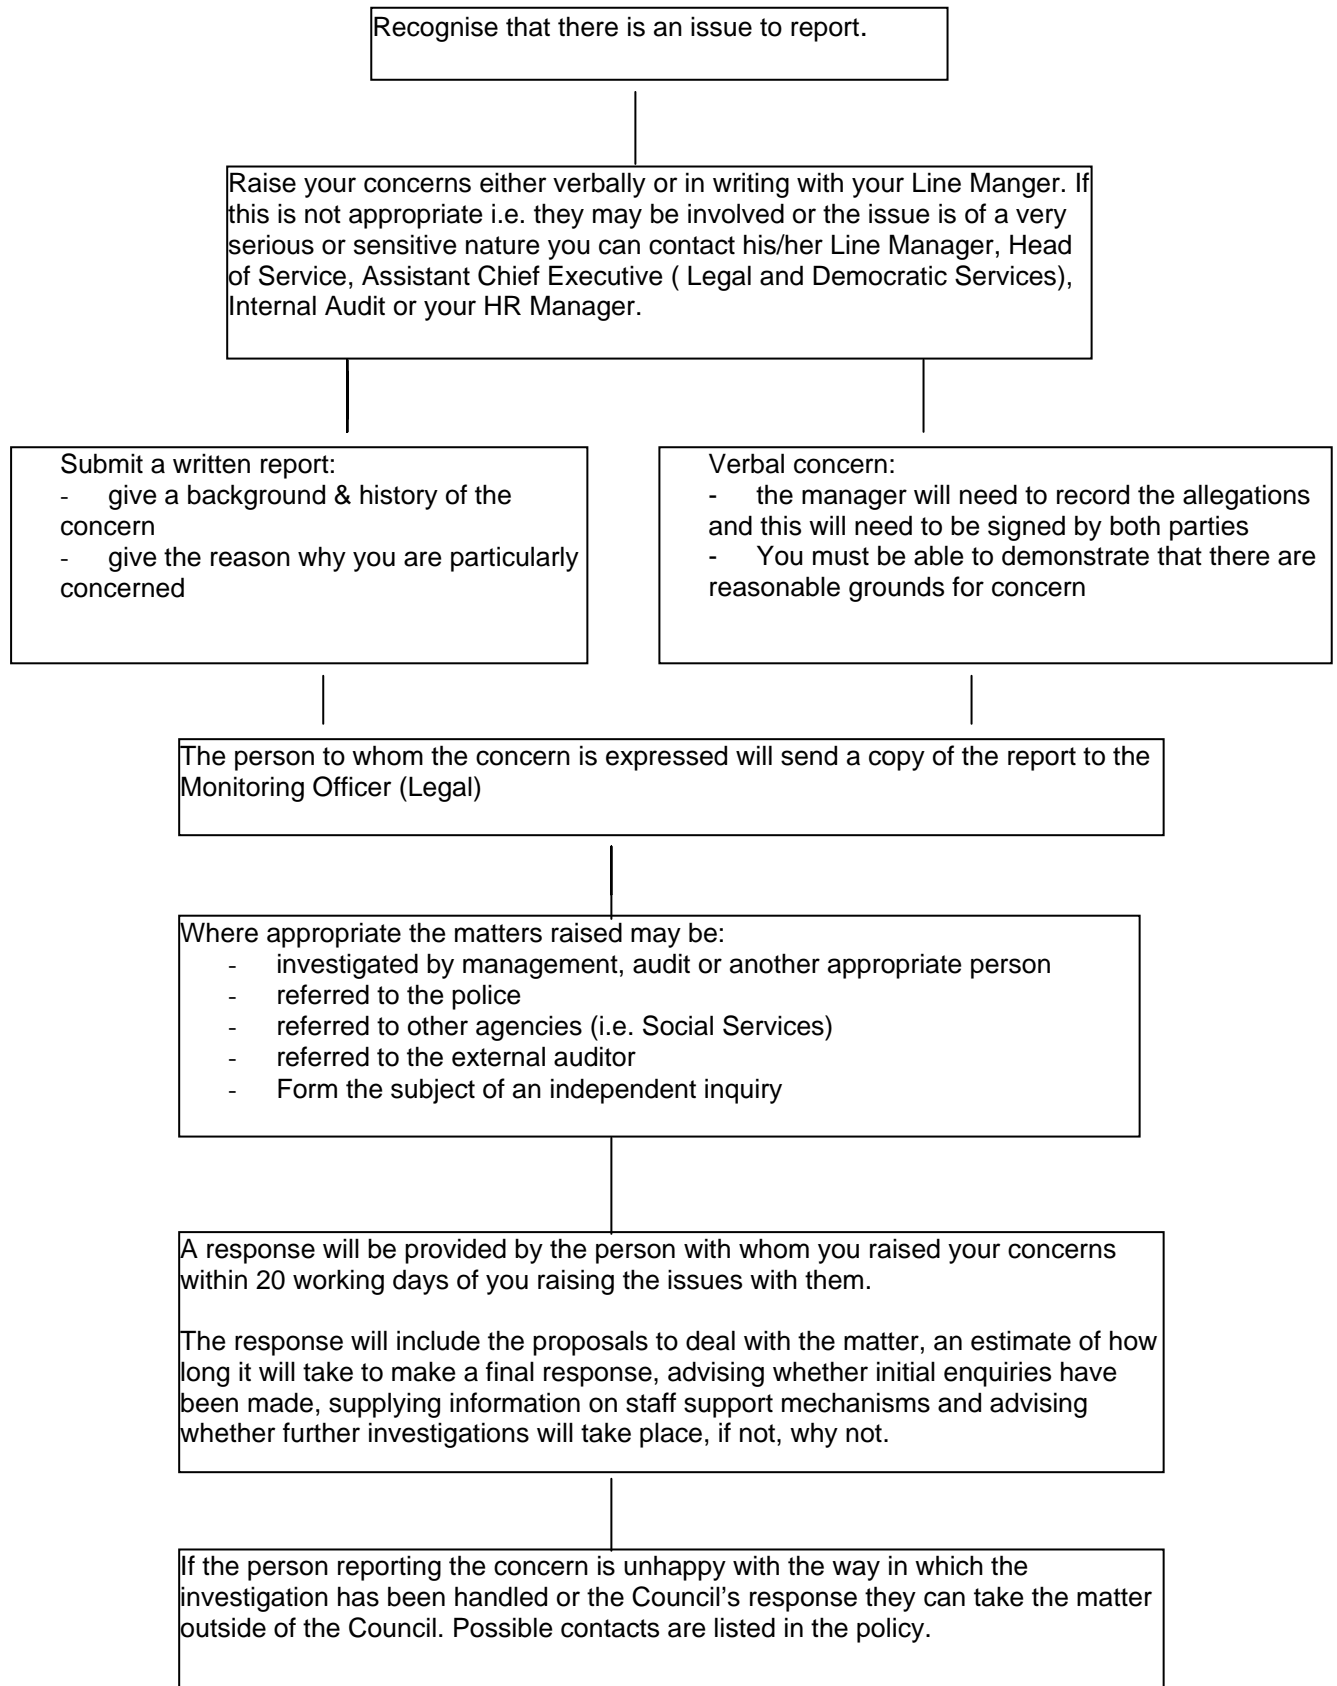 Recognise that there is an issue to report.
Raise your concerns either verbally or in writing with your Line Manger. If
this is not appropriate i.e. they may be involved or the issue is of a very
serious or sensitive nature you can contact his/her Line Manager, Head
of Service, Assistant Chief Executive ( Legal and Democratic Services),
Internal Audit or your HR Manager.
Submit a written report:
- give a background & history of the
concern
- give the reason why you are particularly
concerned
Verbal concern:
- the manager will need to record the allegations
and this will need to be signed by both parties
- You must be able to demonstrate that there are
reasonable grounds for concern
The person to whom the concern is expressed will send a copy of the report to the
Monitoring Officer (Legal)
Where appropriate the matters raised may be:
- investigated by management, audit or another appropriate person
- referred to the police
- referred to other agencies (i.e. Social Services)
- referred to the external auditor
- Form the subject of an independent inquiry
A response will be provided by the person with whom you raised your concerns
within 20 working days of you raising the issues with them.
The response will include the proposals to deal with the matter, an estimate of how
long it will take to make a final response, advising whether initial enquiries have
been made, supplying information on staff support mechanisms and advising
whether further investigations will take place, if not, why not.
If the person reporting the concern is unhappy with the way in which the
investigation has been handled or the Council’s response they can take the matter
outside of the Council. Possible contacts are listed in the policy.